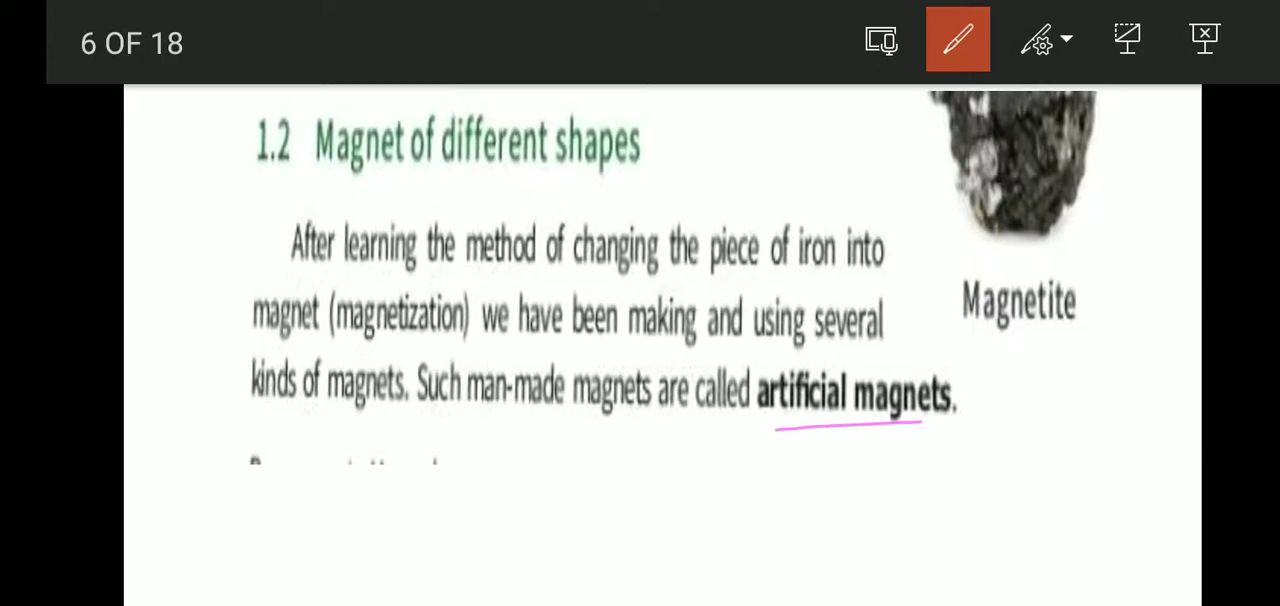 6 OF 18
1.2 Magnet of different shapes
After learning the method of changing the piece of iron into
magnet (magnetization) we have been making and using several
kinds of magnets. Such man-made magnets are called artificial magnets.
Magnetite